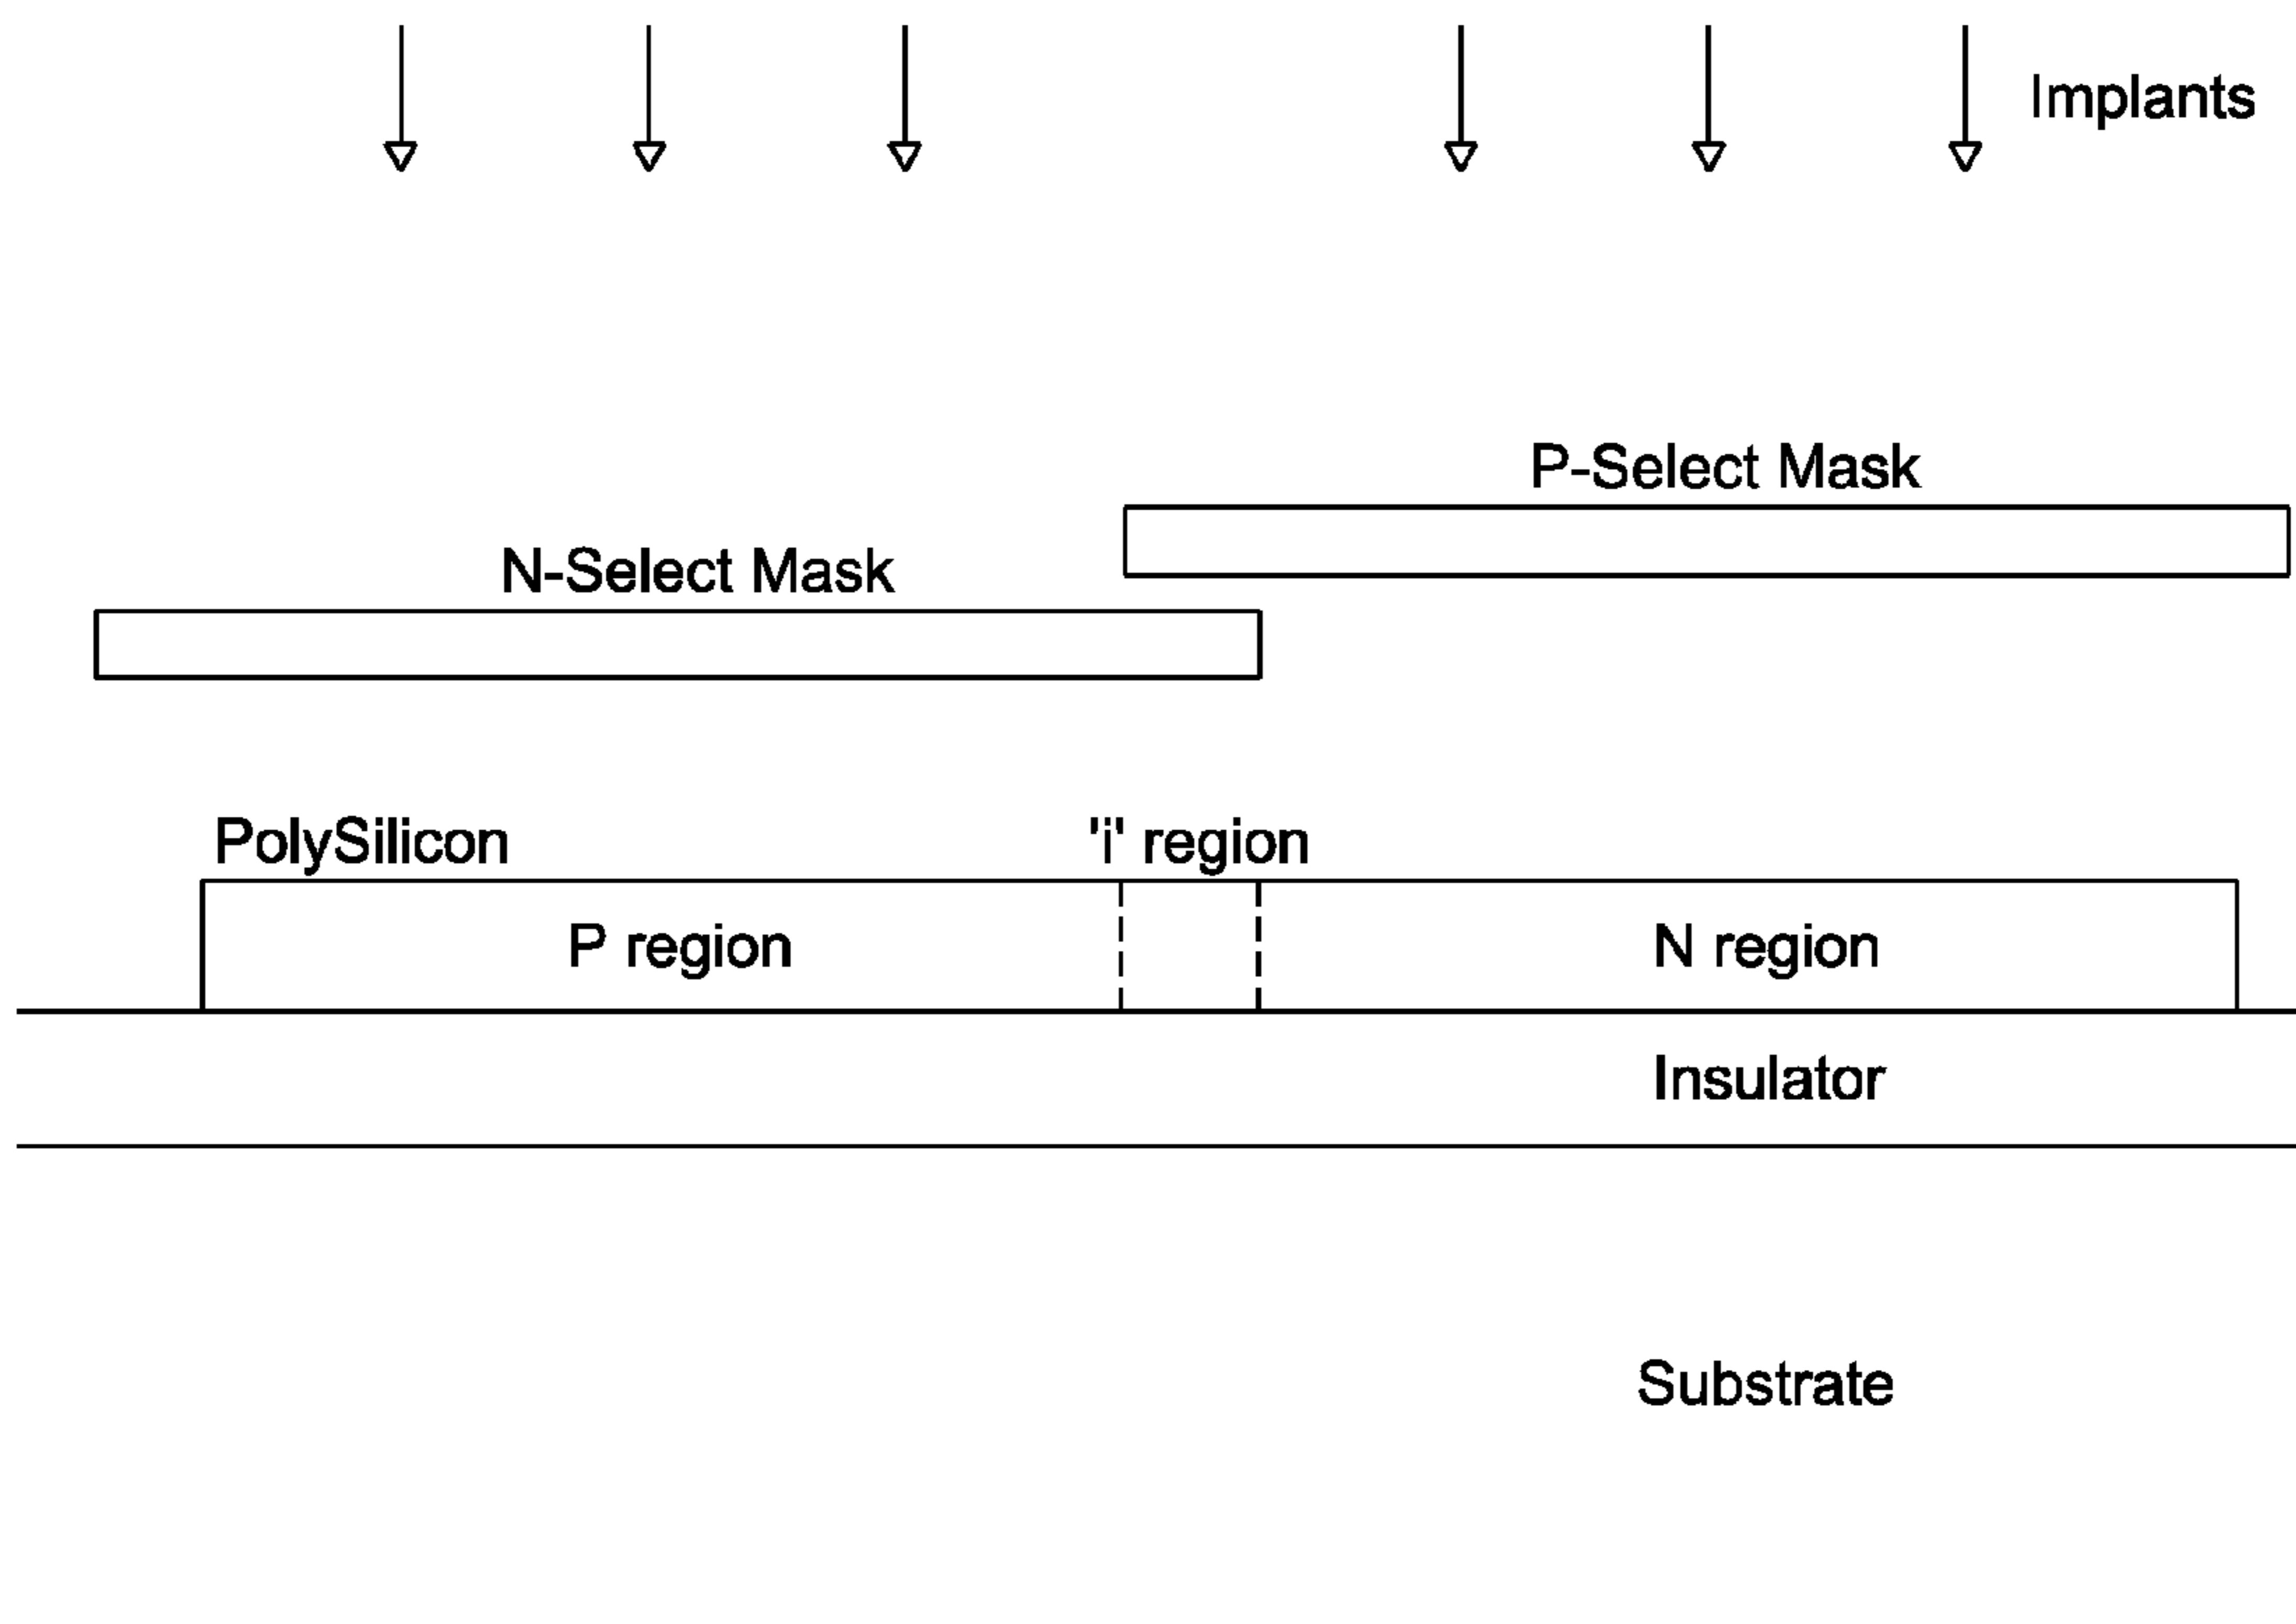 Implants
P-Select Mask
N-Select Mask
PolySilicon
'i' region
P region
N region
Insulator
Substrate